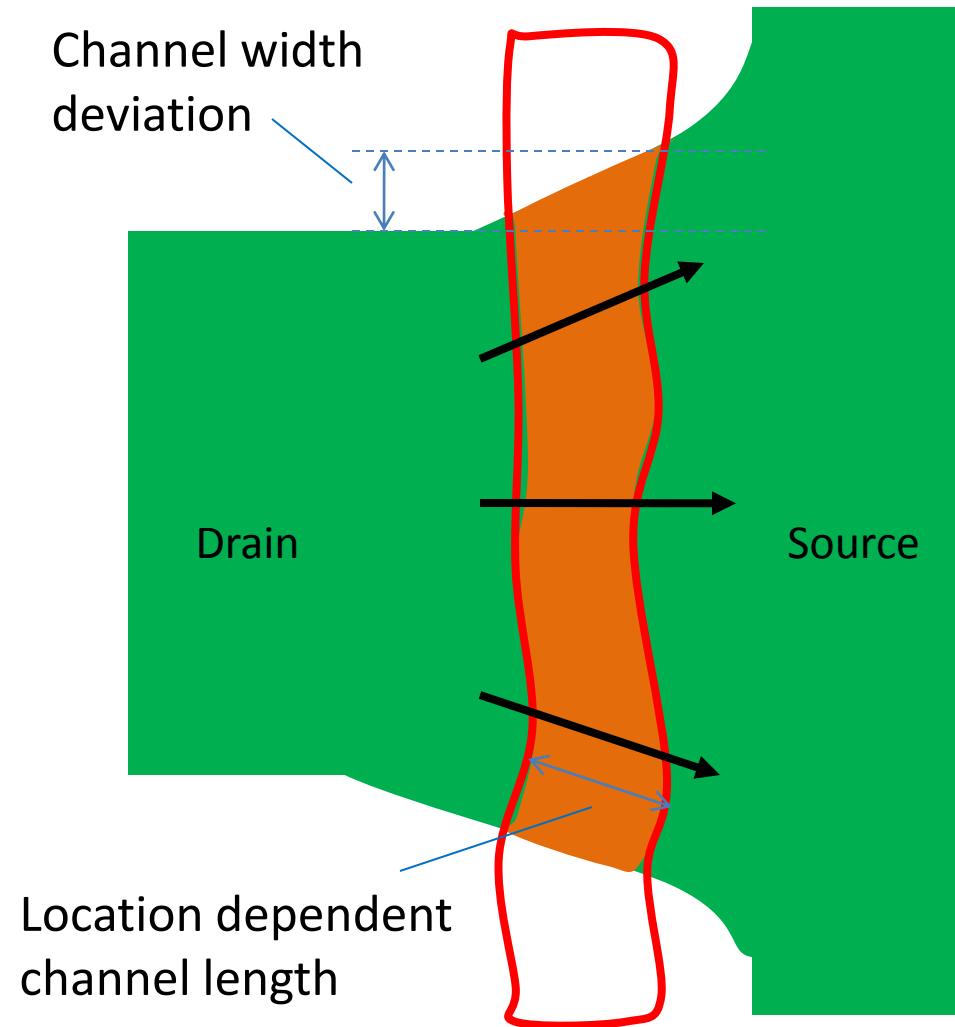 Channel width
deviation
Drain
Source
Location dependent
channel length